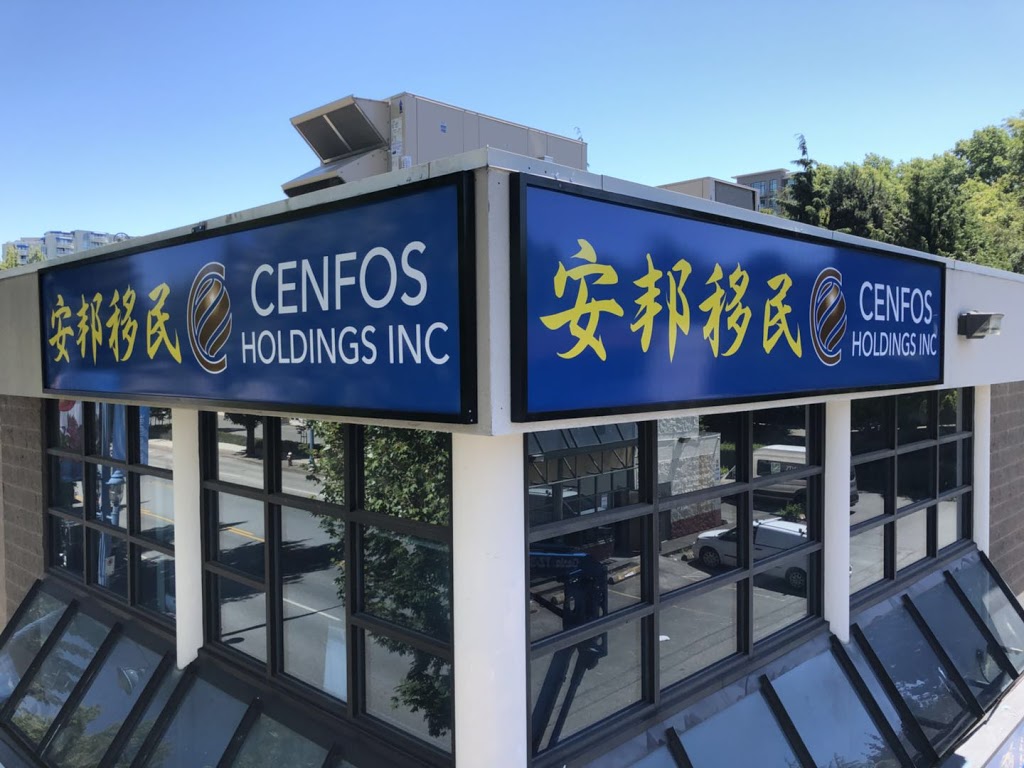 安邦移民
CENFOS
HOLDINGS INC
安邦移民
CENFOS
HOLDINGS INC